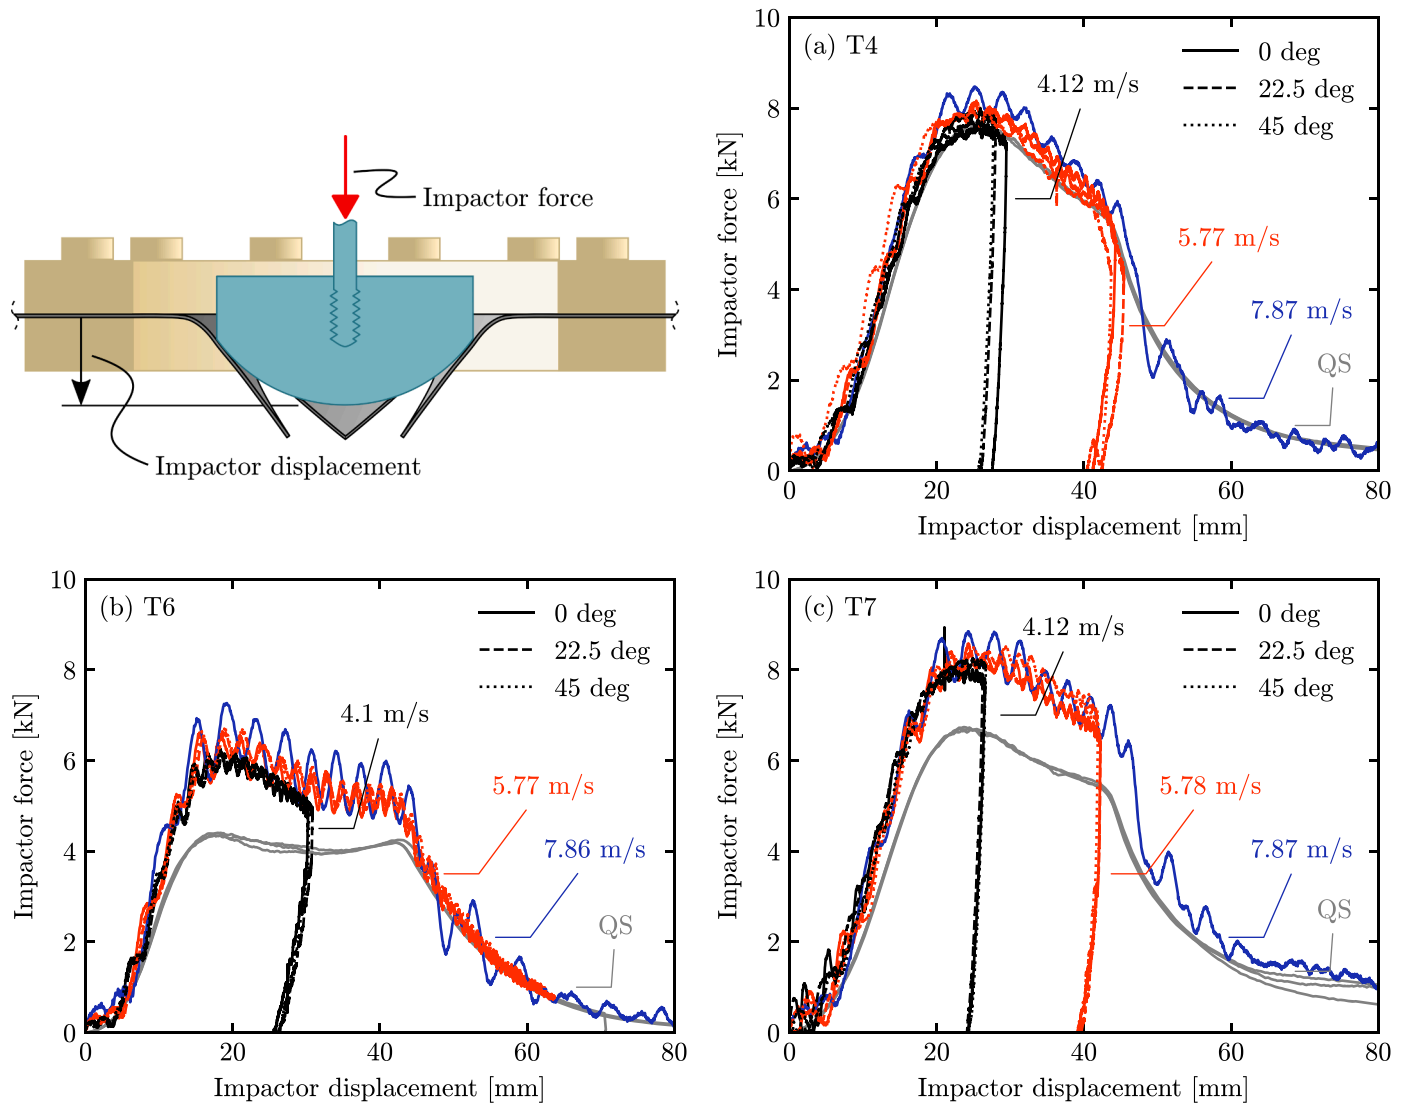 Impactor force
Impactor displacement
(a) T4
0 deg
22.5 deg
45 deg
4.12 m/s
5.77 m/s
7.87 m/s
QS
Impactor force [kN]
0
2
4
6
8
10
0
20
40
60
80
Impactor displacement [mm]
(b) T6
0 deg
22.5 deg
45 deg
4.1 m/s
5.77 m/s
7.86 m/s
QS
Impactor force [kN]
0
2
4
6
8
10
0
20
40
60
80
Impactor displacement [mm]
(c) T7
0 deg
22.5 deg
45 deg
4.12 m/s
5.78 m/s
7.87 m/s
QS
Impactor force [kN]
0
2
4
6
8
10
0
20
40
60
80
Impactor displacement [mm]